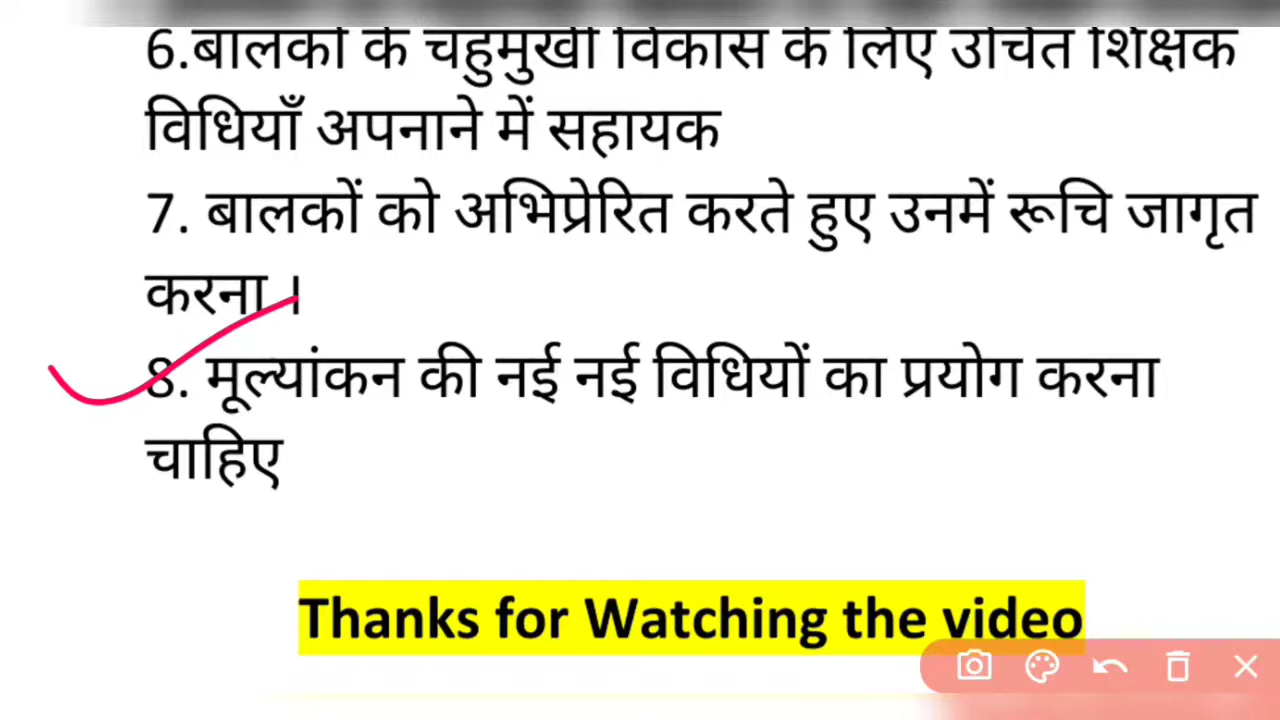 6.बालकों के चहुमुखी विकास के लिए उचित शिक्षक
विधियाँ अपनाने में सहायक
7. बालकों को अभिप्रेरित करते हुए उनमें रूचि जागृत
करना ।
8. मूल्यांकन की नई नई विधियों का प्रयोग करना
चाहिए
Thanks for Watching the video